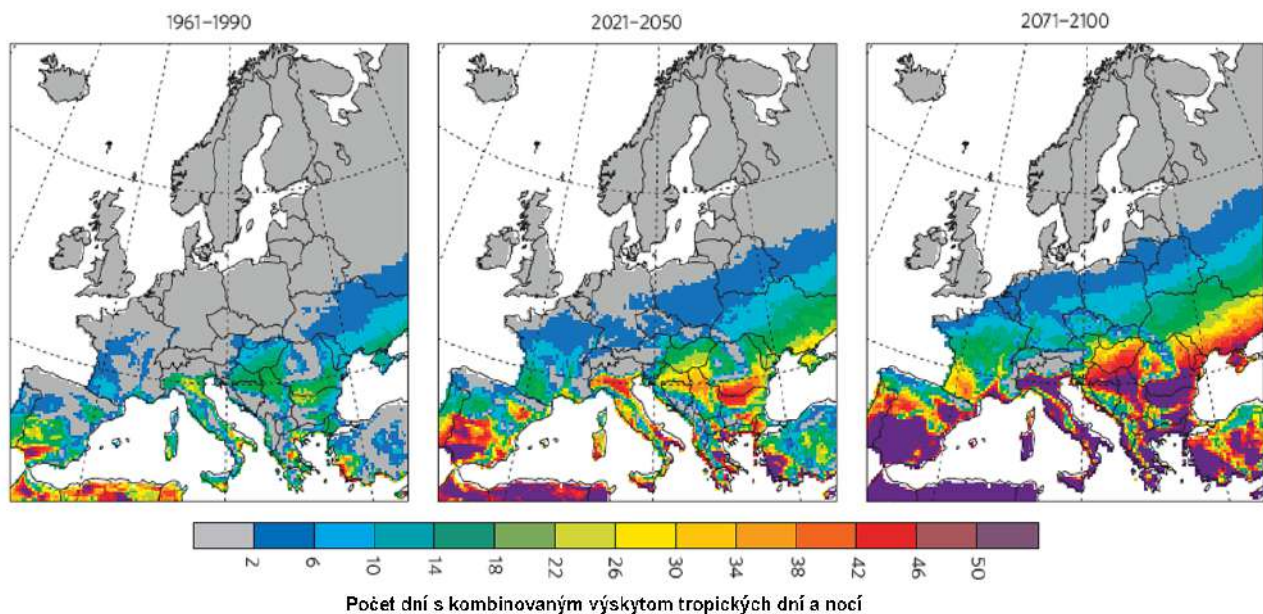 1961–1990 2021–2050 2071–2100
2 6 10 14 18 22 26 30 34 38 42 46 50
Počet dní s kombinovaným výskytom tropických dní a nocí